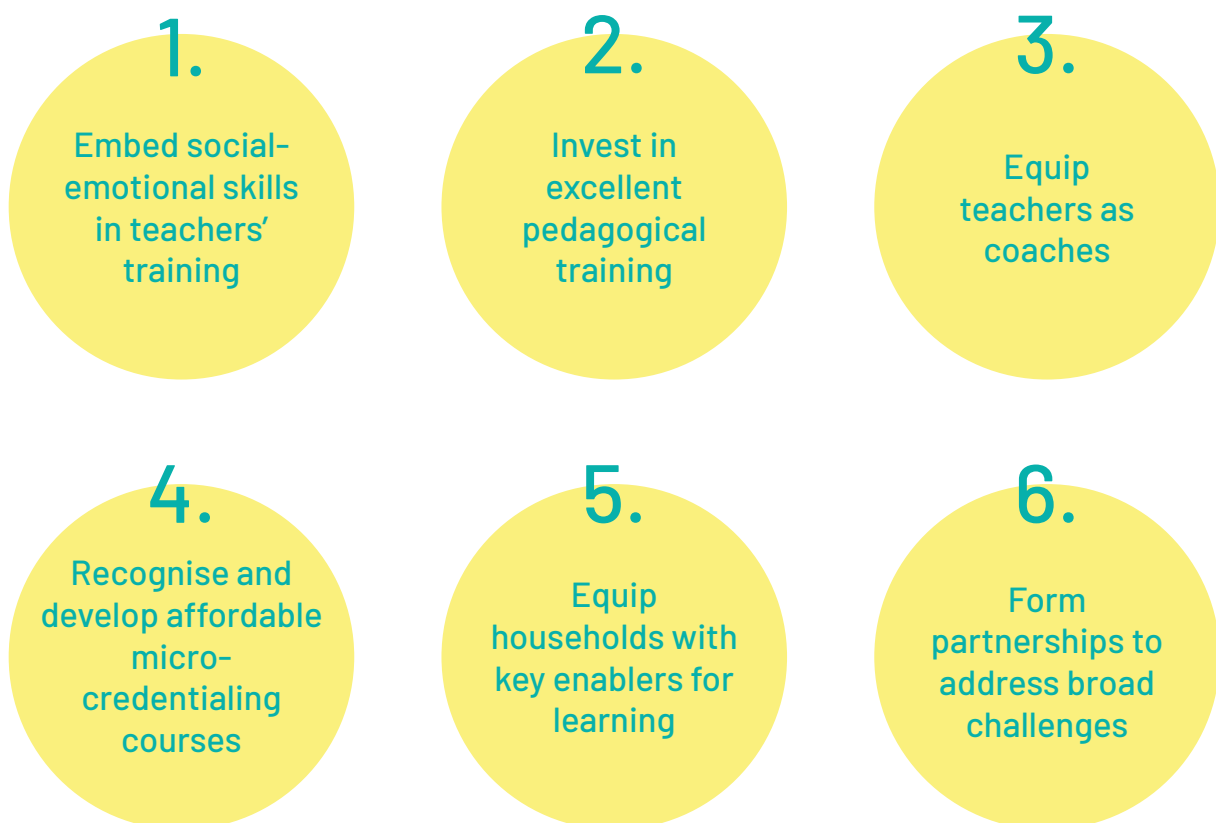 1.
Embed social-
emotional skills
in teachers'
training
2.
Invest in
excellent
pedagogical
training
3.
Equip
teachers as
coaches
4.
Recognise and
develop affordable
micro-
credentialing
courses
5.
Equip
households with
key enablers for
learning
6.
Form
partnerships to
address broad
challenges